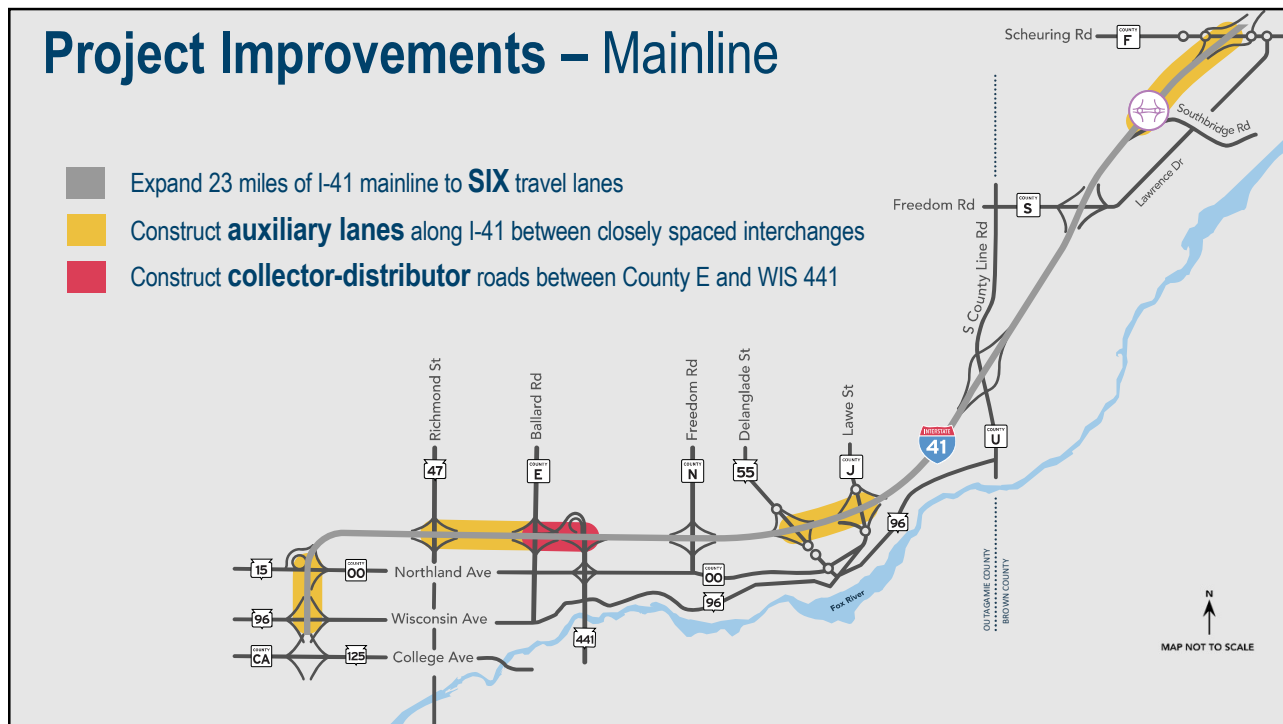 Project Improvements – Mainline
Expand 23 miles of I-41 mainline to SIX travel lanes
Construct auxiliary lanes along I-41 between closely spaced interchanges
Construct collector-distributor roads between County E and WIS 441
Scheuring Rd
COUNTY
F
Southbridge Rd
Lawrence Dr
Freedom Rd
COUNTY
S
S County Line Rd
Richmond St
Ballard Rd
Freedom Rd
Delanglade St
Lawe St
INTERSTATE
41
COUNTY
U
47
COUNTY
E
COUNTY
N
55
COUNTY
J
96
15
COUNTY
OO
Northland Ave
COUNTY
OO
96
Wisconsin Ave
96
Fox River
441
COUNTY
CA
125
College Ave
OUTAGAMIE COUNTY
BROWN COUNTY
N
MAP NOT TO SCALE